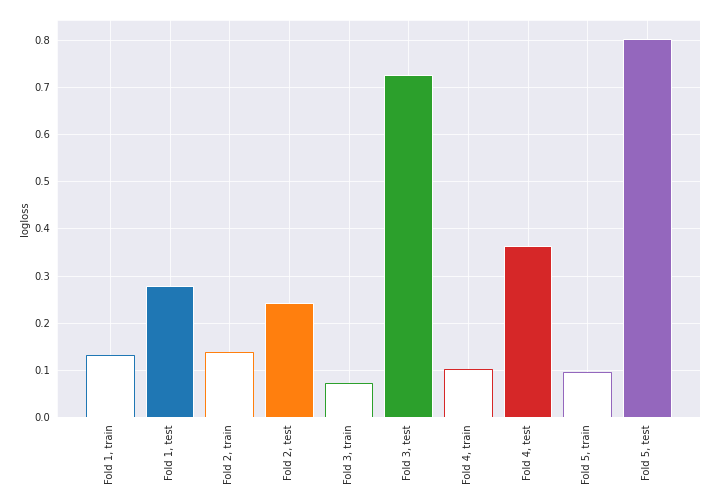 0.8
0.7
0.6
0.5
0.4
0.3
0.2
0.1
0.0
logloss
Fold 1, train
Fold 1, test
Fold 2, train
Fold 2, test
Fold 3, train
Fold 3, test
Fold 4, train
Fold 4, test
Fold 5, train
Fold 5, test